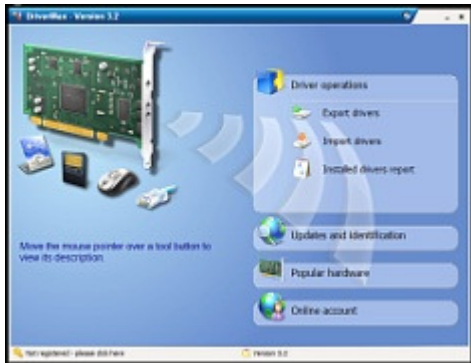 DriverMax - Version 3.2
Driver operations
Export drivers
Import drivers
Installed drivers report
Move the mouse pointer over a tool button to
view its description.
Updates and identification
Popular hardware
Online account
Not registered - please click here
Version 3.2